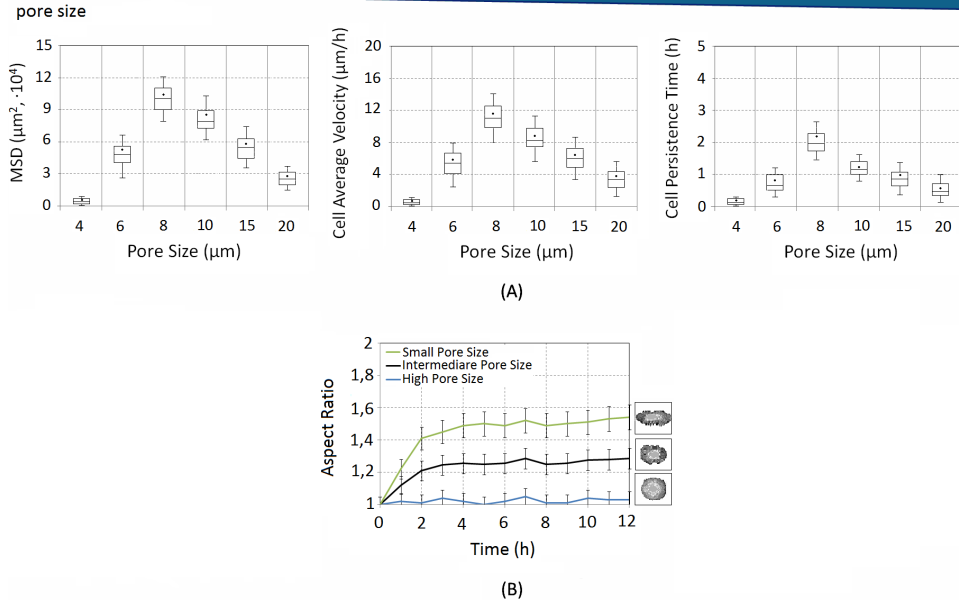 pore size
MSD (µm², ·10⁴)
15
12
9
6
3
0
4 6 8 10 15 20
Pore Size (µm)
Cell Average Velocity (µm/h)
20
16
12
8
4
0
4 6 8 10 15 20
Pore Size (µm)
Cell Persistence Time (h)
5
4
3
2
1
0
4 6 8 10 15 20
Pore Size (µm)
(A)
Aspect Ratio
2
1,8
1,6
1,4
1,2
1
Small Pore Size
Intermediare Pore Size
High Pore Size
0 2 4 6 8 10 12
Time (h)
(B)